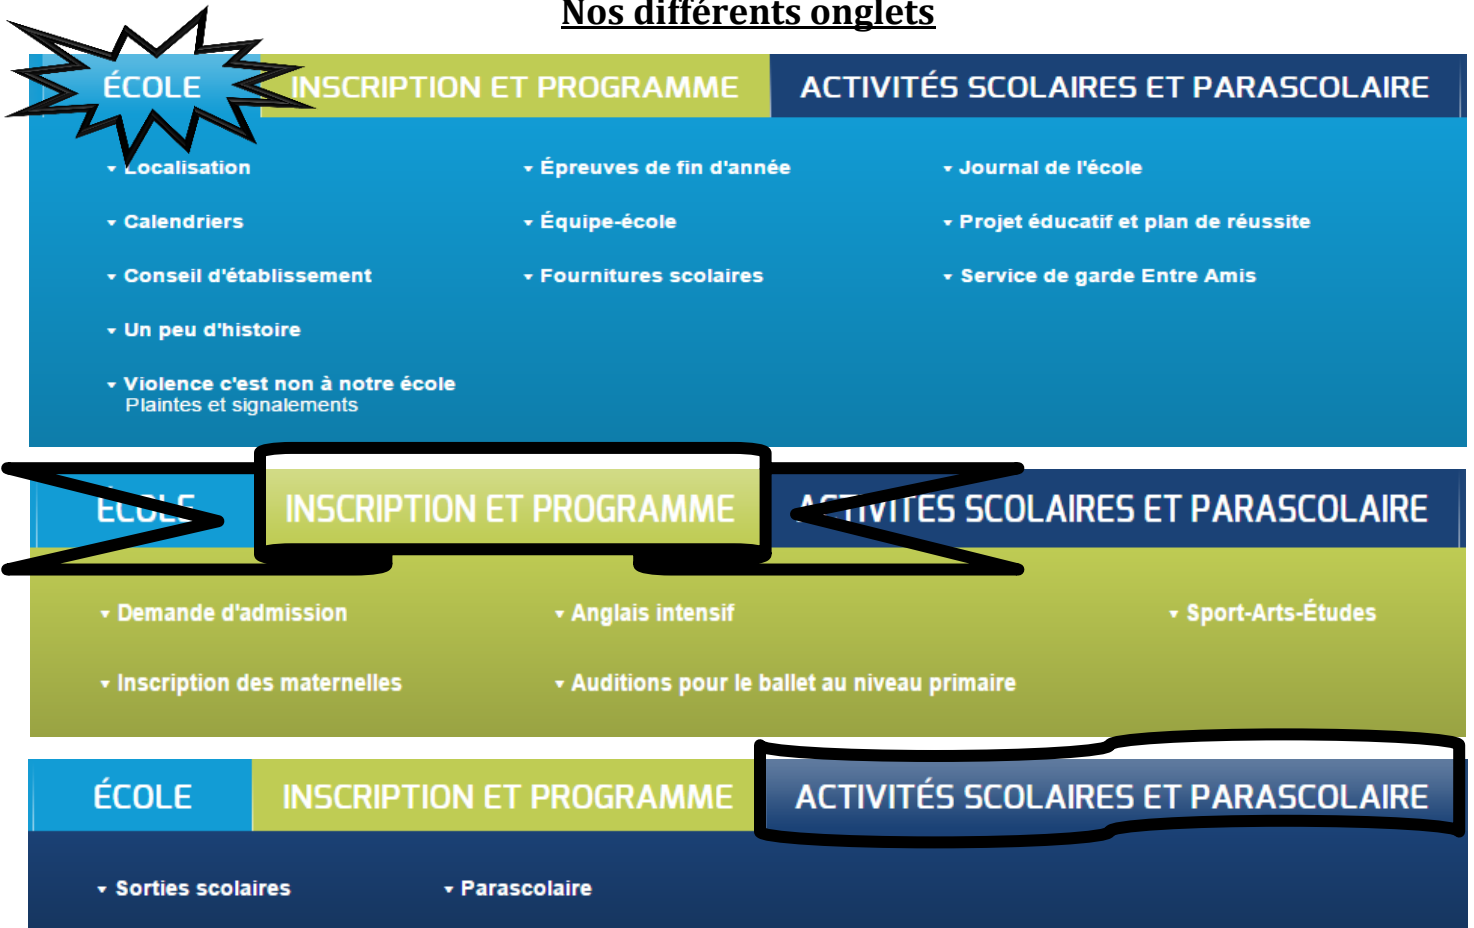 Nos différents onglets
ÉCOLE INSCRIPTION ET PROGRAMME ACTIVITÉS SCOLAIRES ET PARASCOLAIRE
Localisation Épreuves de fin d'année Journal de l'école
Calendriers Équipe-école Projet éducatif et plan de réussite
Conseil d'établissement Fournitures scolaires Service de garde Entre Amis
Un peu d'histoire
Violence c'est non à notre école
Plaintes et signalements
ÉCOLE INSCRIPTION ET PROGRAMME ACTIVITÉS SCOLAIRES ET PARASCOLAIRE
Demande d'admission Anglais intensif Sport-Arts-Études
Inscription des maternelles Auditions pour le ballet au niveau primaire
ÉCOLE INSCRIPTION ET PROGRAMME ACTIVITÉS SCOLAIRES ET PARASCOLAIRE
Sorties scolaires Parascolaire